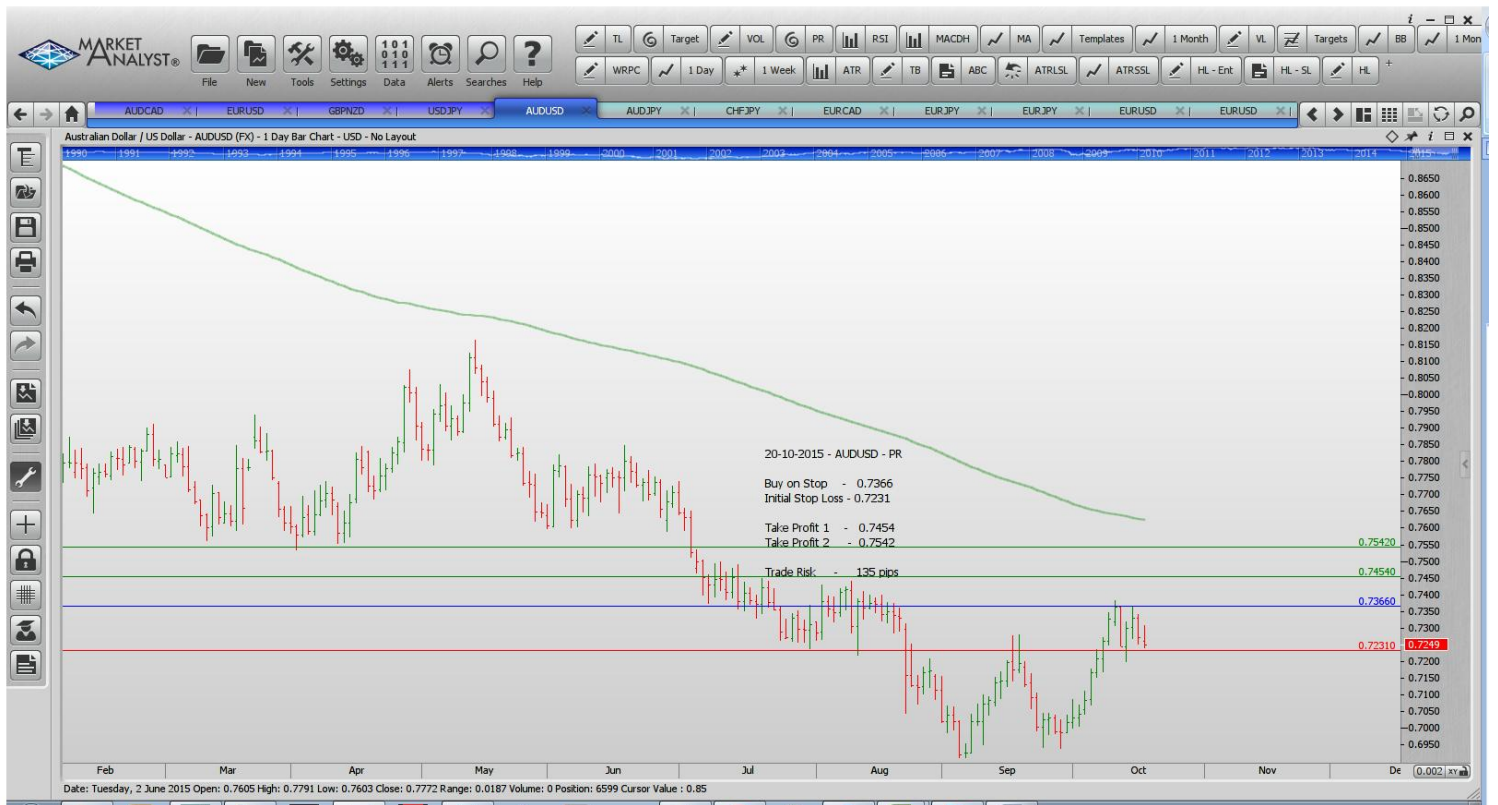 i
MARKET ANALYST®
File New Tools Settings Data Alerts Searches Help
101
010
111
TL Target VOL PR RSI MACDH MA Templates 1 Month VL Targets BB 1 Mon
WRPC 1 Day 1 Week ATR TB ABC ATRLSL ATRSSL HL - Ent HL - SL HL +
AUDCAD EURUSD GBPNZD USDJPY AUDUSD AUDJPY CHFJPY EURCAD EURJPY EURJPY EURUSD EURUSD
Australian Dollar / US Dollar - AUDUSD (FX) - 1 Day Bar Chart - USD - No Layout
1990 1991 1992 1993 1994 1995 1996 1997 1998 1999 2000 2001 2002 2003 2004 2005 2006 2007 2008 2009 2010 2011 2012 2013 2014 2015
0.8650
0.8600
0.8550
0.8500
0.8450
0.8400
0.8350
0.8300
0.8250
0.8200
0.8150
0.8100
0.8050
0.8000
0.7950
0.7900
0.7850
0.7800
0.7750
0.7700
0.7650
0.7600
0.7550
0.7500
0.7450
0.7400
0.7350
0.7300
0.7249
0.7200
0.7150
0.7100
0.7050
0.7000
0.6950
20-10-2015 - AUDUSD - PR
Buy on Stop - 0.7366
Initial Stop Loss - 0.7231
Take Profit 1 - 0.7454
Take Profit 2 - 0.7542
Trade Risk - 135 pips
0.75420
0.74540
0.73660
0.72310
Feb Mar Apr May Jun Jul Aug Sep Oct Nov De
0.002 XY
Date: Tuesday, 2 June 2015 Open: 0.7605 High: 0.7791 Low: 0.7603 Close: 0.7772 Range: 0.0187 Volume: 0 Position: 6599 Cursor Value : 0.85